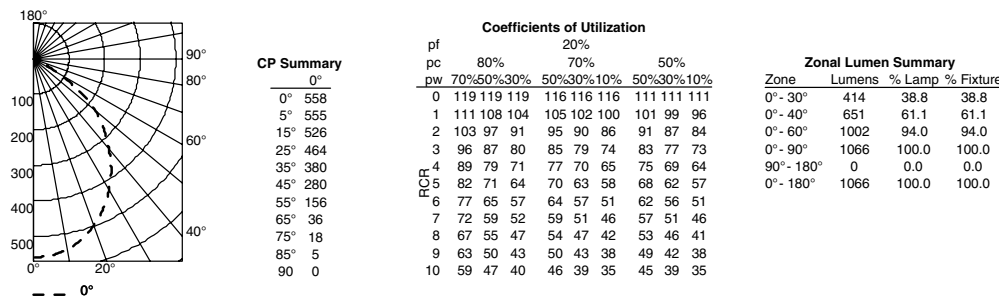 180°
90°
80°
100
200
60°
300
400
40°
500
0° 20°
0°
CP Summary
0°
0° 558
5° 555
15° 526
25° 464
35° 380
45° 280
55° 156
65° 36
75° 18
85° 5
90 0
Coefficients of Utilization
pf 20%
pc 80% 70% 50%
pw 70%50%30% 50%30%10% 50%30%10%
RCR
0 119 119 119 116 116 116 111 111 111
1 111 108 104 105 102 100 101 99 96
2 103 97 91 95 90 86 91 87 84
3 96 87 80 85 79 74 83 77 73
4 89 79 71 77 70 65 75 69 64
5 82 71 64 70 63 58 68 62 57
6 77 65 57 64 57 51 62 56 51
7 72 59 52 59 51 46 57 51 46
8 67 55 47 54 47 42 53 46 41
9 63 50 43 50 43 38 49 42 38
10 59 47 40 46 39 35 45 39 35
Zonal Lumen Summary
Zone Lumens % Lamp % Fixture
0°- 30° 414 38.8 38.8
0°- 40° 651 61.1 61.1
0°- 60° 1002 94.0 94.0
0°- 90° 1066 100.0 100.0
90°- 180° 0 0.0 0.0
0°- 180° 1066 100.0 100.0